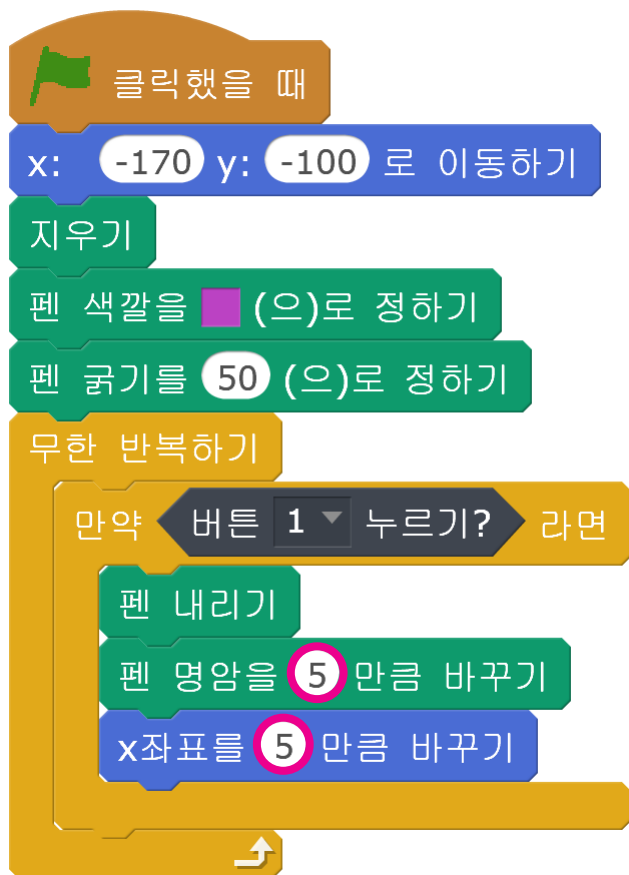 클릭했을 때
x: -170 y: -100 로 이동하기
지우기
펜 색깔을 (으)로 정하기
펜 굵기를 50 (으)로 정하기
무한 반복하기
만약 버튼 1 누르기? 라면
펜 내리기
펜 명암을 5 만큼 바꾸기
x좌표를 5 만큼 바꾸기